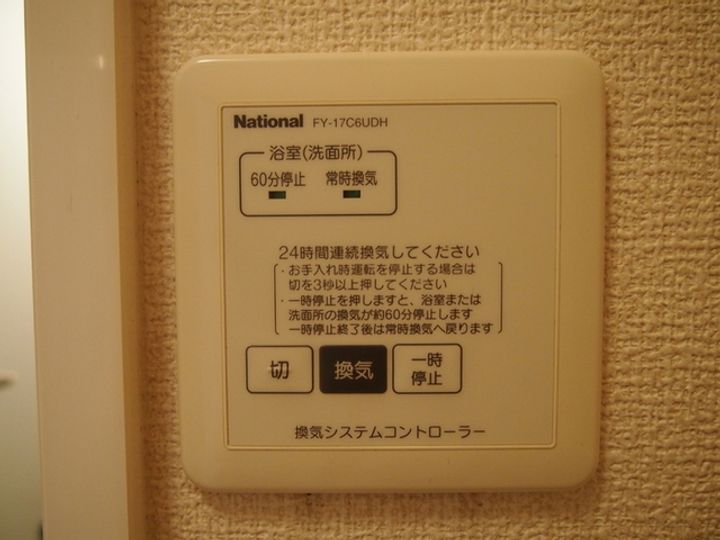 National FY-17C6UDH
浴室(洗面所)
60分停止 常時換気
24時間連続換気してください
・お手入れ時運転を停止する場合は
切を3秒以上押してください
・一時停止を押しますと、浴室または
洗面所の換気が約60分停止します
一時停止終了後は常時換気へ戻ります
切 換気 一時
停止
換気システムコントローラー